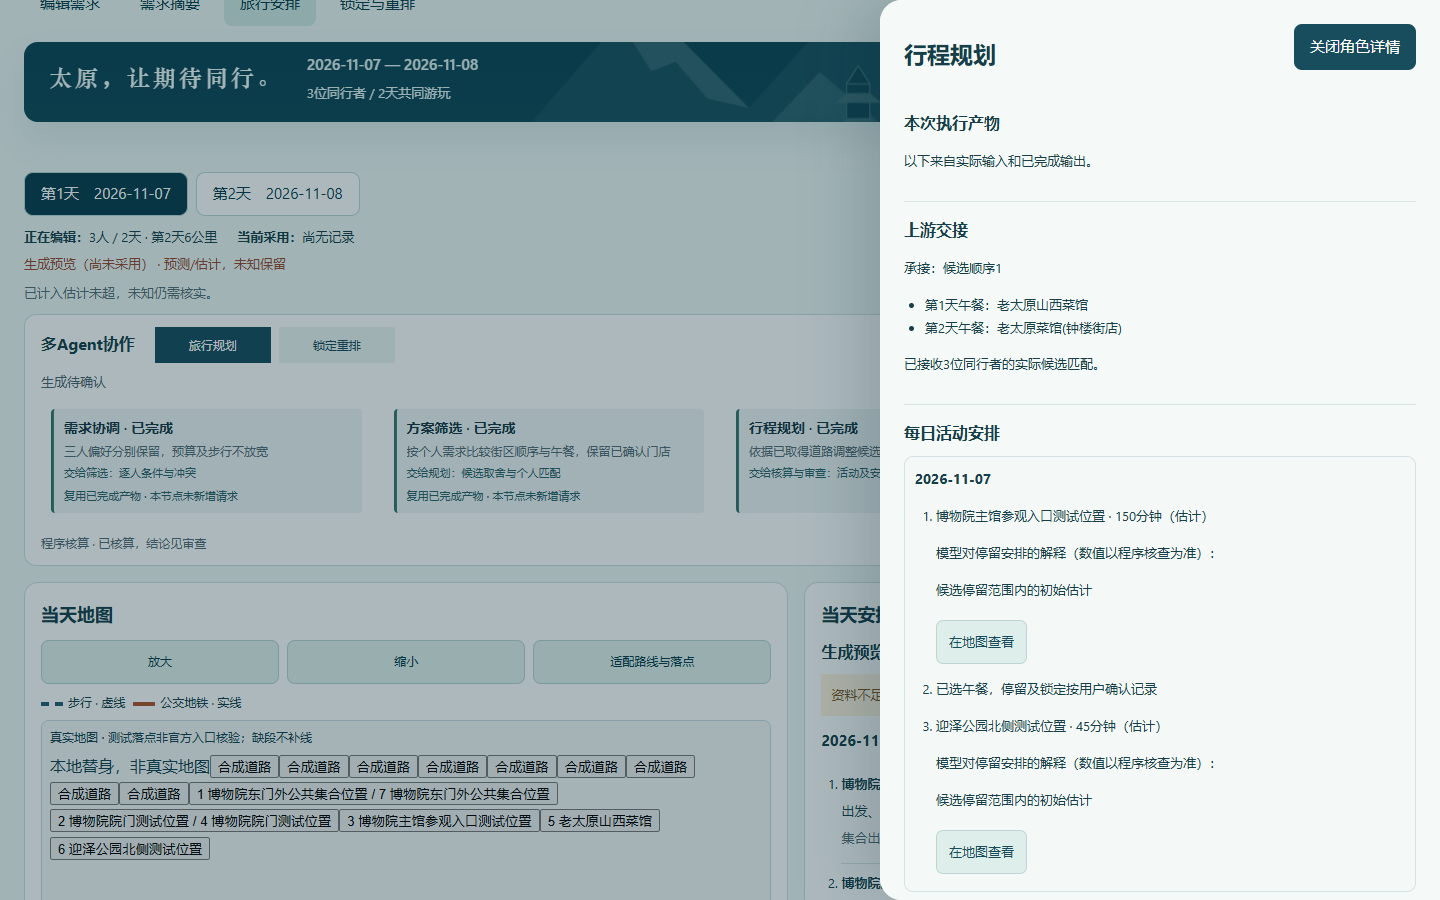 编辑需求
需求摘要
旅行安排
锁定与重排
太原，让期待同行。
2026-11-07 — 2026-11-08
3位同行者 / 2天共同游玩
第1天 2026-11-07
第2天 2026-11-08
正在编辑：3人 / 2天 · 第2天6公里 当前采用：尚无记录
生成预览（尚未采用） · 预测/估计，未知保留
已计入估计未超，未知仍需核实。
多Agent协作
旅行规划
锁定重排
生成待确认
需求协调 · 已完成
三人偏好分别保留，预算及步行不放宽
交给筛选：逐人条件与冲突
复用已完成产物 · 本节点未新增请求
方案筛选 · 已完成
按个人需求比较街区顺序与午餐，保留已确认门店
交给规划：候选取舍与个人匹配
复用已完成产物 · 本节点未新增请求
行程规划 · 已完成
依据已取得道路调整候选
交给核算与审查：活动及安
程序核算 · 已核算，结论见审查
当天地图
放大
缩小
适配路线与落点
步行 · 虚线
公交地铁 · 实线
真实地图 · 测试落点非官方入口核验；缺段不补线
本地替身，非真实地图 合成道路 合成道路 合成道路 合成道路 合成道路 合成道路 合成道路
合成道路 合成道路 1 博物院东门外公共集合位置 / 7 博物院东门外公共集合位置
2 博物院院门测试位置 / 4 博物院院门测试位置 3 博物院主馆参观入口测试位置 5 老太原山西菜馆
6 迎泽公园北侧测试位置
当天安
生成预览
资料不足
2026-11
1. 博物院
出发、
集合出
2. 博物院
行程规划
关闭角色详情
本次执行产物
以下来自实际输入和已完成输出。
上游交接
承接：候选顺序1
第1天午餐：老太原山西菜馆
第2天午餐：老太原菜馆(钟楼街店)
已接收3位同行者的实际候选匹配。
每日活动安排
2026-11-07
1. 博物院主馆参观入口测试位置 · 150分钟（估计）
模型对停留安排的解释（数值以程序核查为准）：
候选停留范围内的初始估计
在地图查看
2. 已选午餐，停留及锁定按用户确认记录
3. 迎泽公园北侧测试位置 · 45分钟（估计）
模型对停留安排的解释（数值以程序核查为准）：
候选停留范围内的初始估计
在地图查看